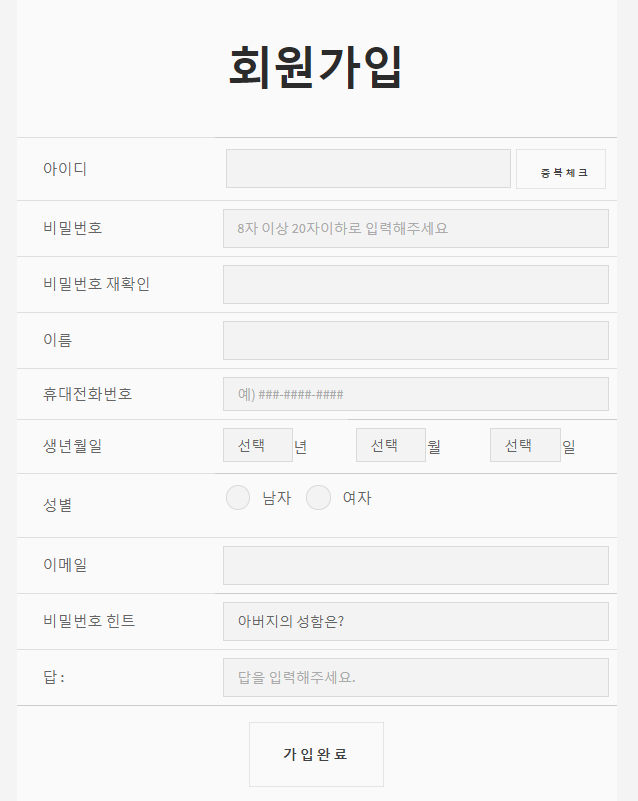 회원가입
아이디 중복체크
비밀번호 8자 이상 20자이하로 입력해주세요
비밀번호 재확인
이름
휴대전화번호 예) ###-####-####
생년월일 선택 년 선택 월 선택 일
성별 남자 여자
이메일
비밀번호 힌트 아버지의 성함은?
답 : 답을 입력해주세요.
가입완료